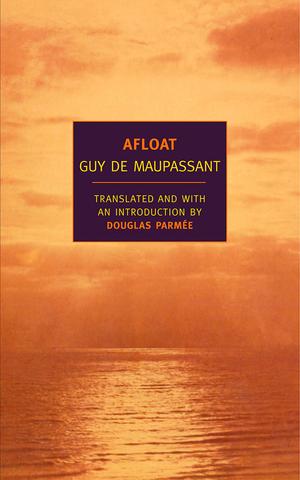 AFLOAT
GUY DE MAUPASSANT
TRANSLATED AND WITH
AN INTRODUCTION BY
DOUGLAS PARMÉE